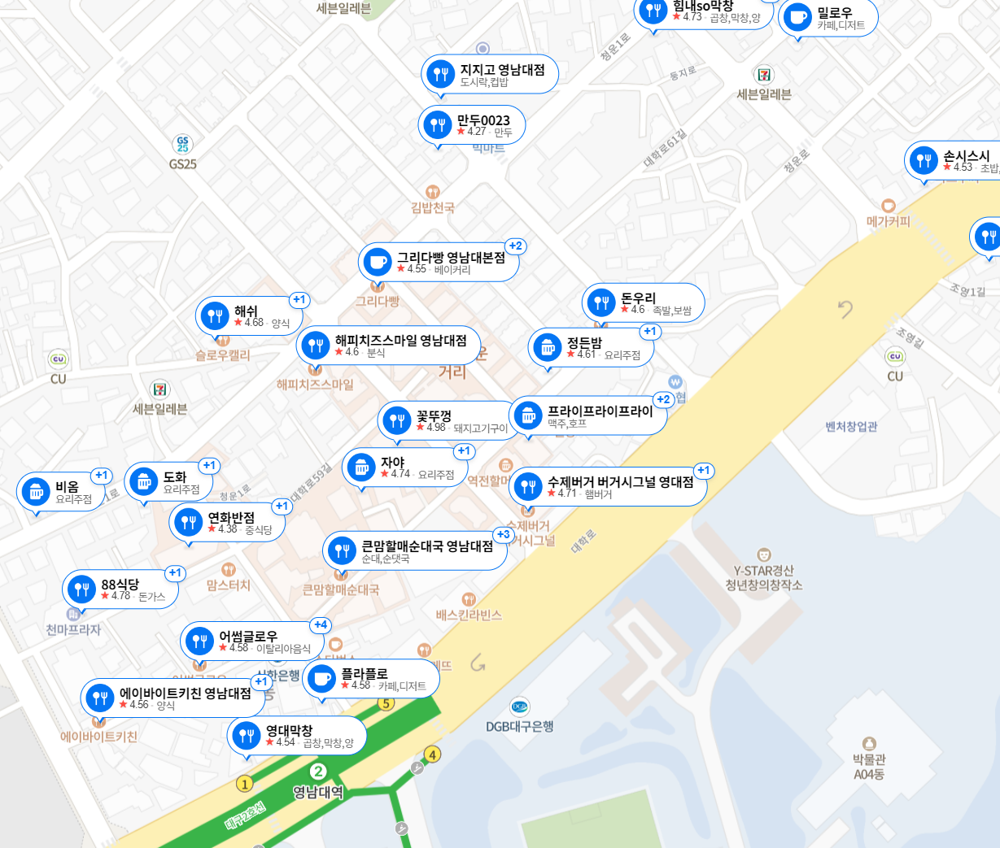 세븐일레븐
힘내so막창
★ 4.73 · 곱창,막창,양
밀로우
카페,디저트
청운1로
지지고 영남대점
도시락,컵밥
둥지로
세븐일레븐
만두0023
★ 4.27 · 만두
빅마트
GS25
GS25
대학로61길
청운로
손시스시
★ 4.53 · 초밥,
김밥천국
메가커피
그리다빵 영남대본점
+2
★ 4.55 · 베이커리
그리다빵
조영1길
돈우리
★ 4.6 · 족발,보쌈
해쉬
+1
★ 4.68 · 양식
슬로우캘리
해피치즈스마일 영남대점
★ 4.6 · 분식
해피치즈스마일
정든밤
+1
★ 4.61 · 요리주점
조영길
거리
cu
CU
cu
CU
세븐일레븐
협
꽃뚜껑
★ 4.98 · 돼지고기구이
프라이프라이프라이
+2
맥주,호프
벤처창업관
자야
+1
★ 4.74 · 요리주점
역전할머
대학로59길
청운1로
비옴
+1
요리주점
1로
도화
+1
요리주점
수제버거 버거시그널 영대점
+1
★ 4.71 · 햄버거
수제버거
거시그널
연화반점
+1
★ 4.38 · 중식당
큰맘할매순대국 영남대점
+3
순대,순댓국
큰맘할매순대국
대학로
Y-STAR경산
청년창의창작소
맘스터치
88식당
+1
★ 4.78 · 돈가스
천마프라자
배스킨라빈스
어썸글로우
+4
★ 4.58 · 이탈리아음식
신한은행
동
플라플로
★ 4.58 · 카페,디저트
에이바이트키친 영남대점
+1
★ 4.56 · 양식
에이바이트키친
5
DGB
DGB대구은행
영대막창
★ 4.54 · 곱창,막창,양
4
박물관
A04동
2
1
영남대역
대구2호선